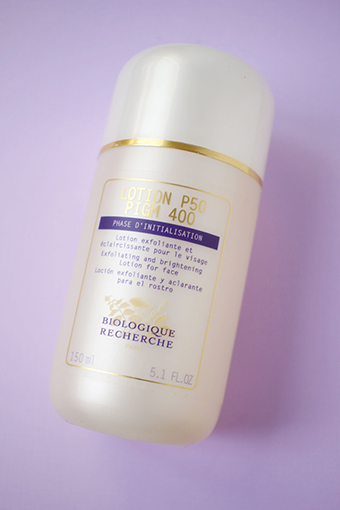 LOTION P50
PIGM 400
PHASE D'INITIALISATION
Lotion exfoliante et
éclaircissante pour le visage
Exfoliating and brightening
Lotion for face
Loción exfoliante y aclarante
para el rostro
BIOLOGIQUE
RECHERCHE
150 ml
5.1 FL.OZ